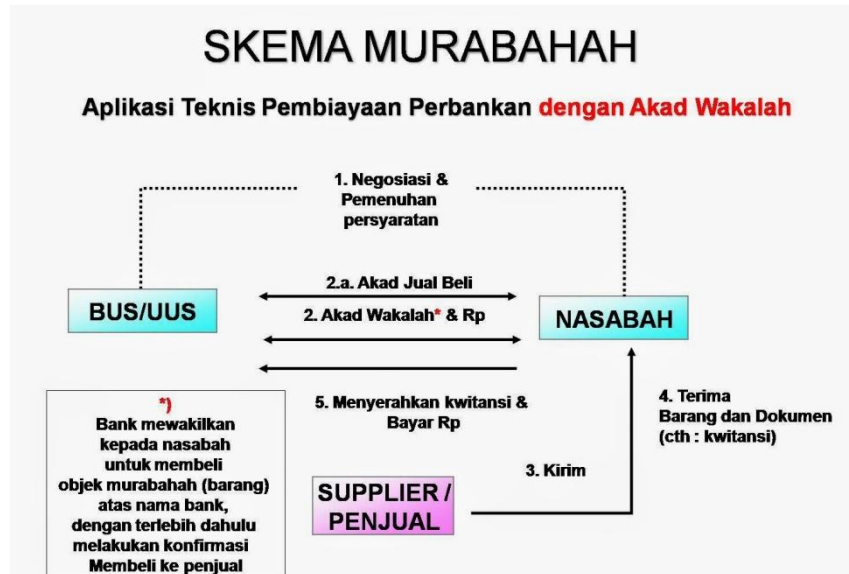 SKEMA MURABAHAH
Aplikasi Teknis Pembiayaan Perbankan dengan Akad Wakalah
1. Negosiasi &
Pemenuhan
persyaratan
2.a. Akad Jual Beli
BUS/UUS
2. Akad Wakalah* & Rp
NASABAH
*)
Bank mewakilkan
kepada nasabah
untuk membeli
objek murabahah (barang)
atas nama bank,
dengan terlebih dahulu
melakukan konfirmasi
Membeli ke penjual
5. Menyerahkan kwitansi &
Bayar Rp
4. Terima
Barang dan Dokumen
(cth : kwitansi)
3. Kirim
SUPPLIER /
PENJUAL